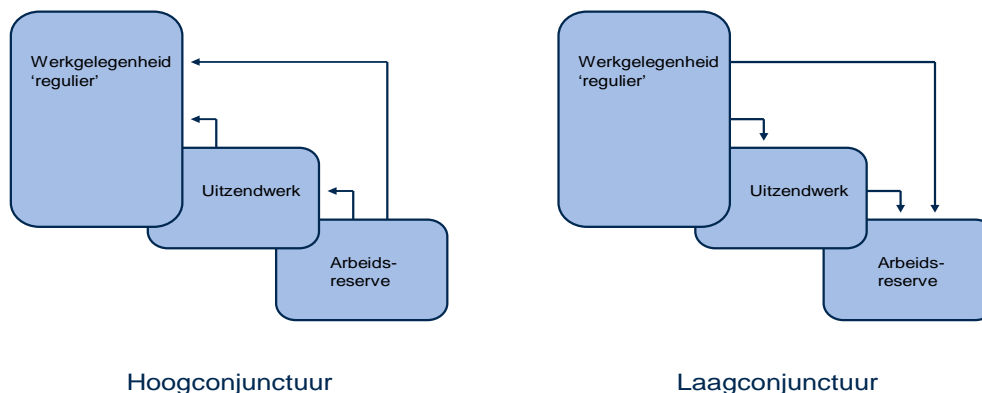 Werkgelegenheid
‘regulier’
Uitzendwerk
Arbeids-
reserve
Hoogconjunctuur
Werkgelegenheid
‘regulier’
Uitzendwerk
Arbeids-
reserve
Laagconjunctuur